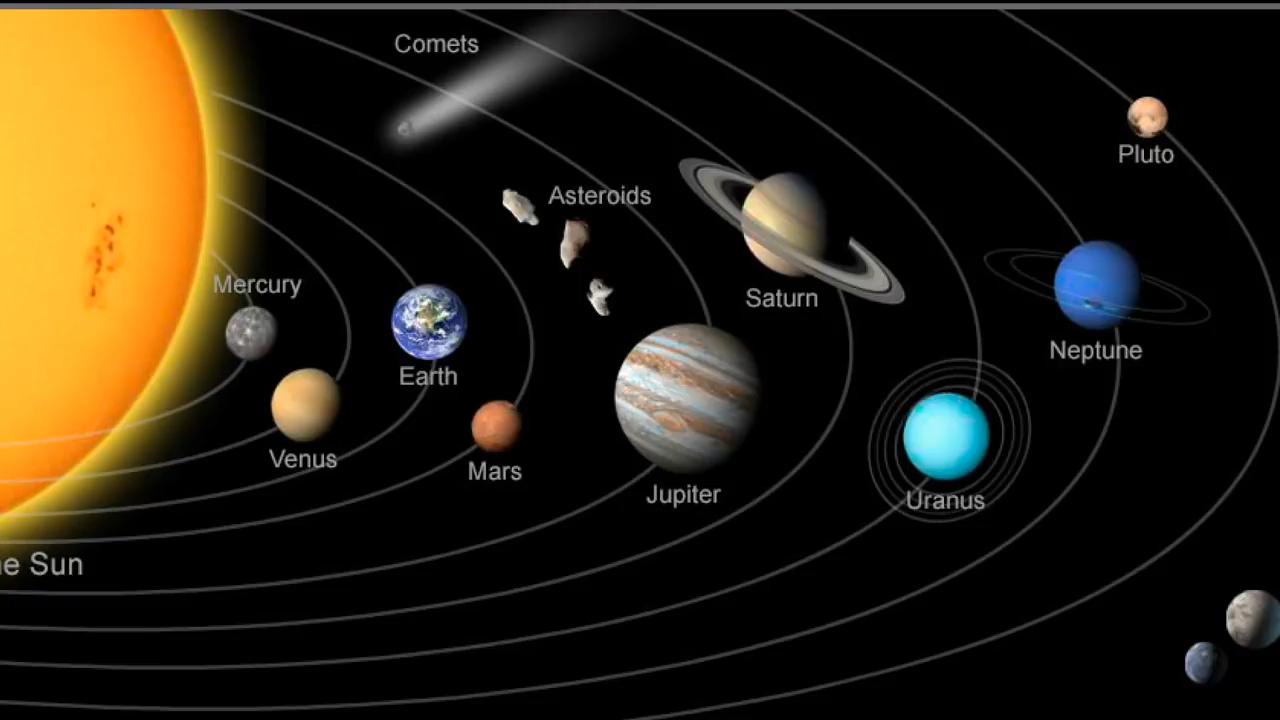 Comets
Pluto
Asteroids
Mercury
Saturn
Neptune
Earth
Venus
Mars
Jupiter
Uranus
e Sun